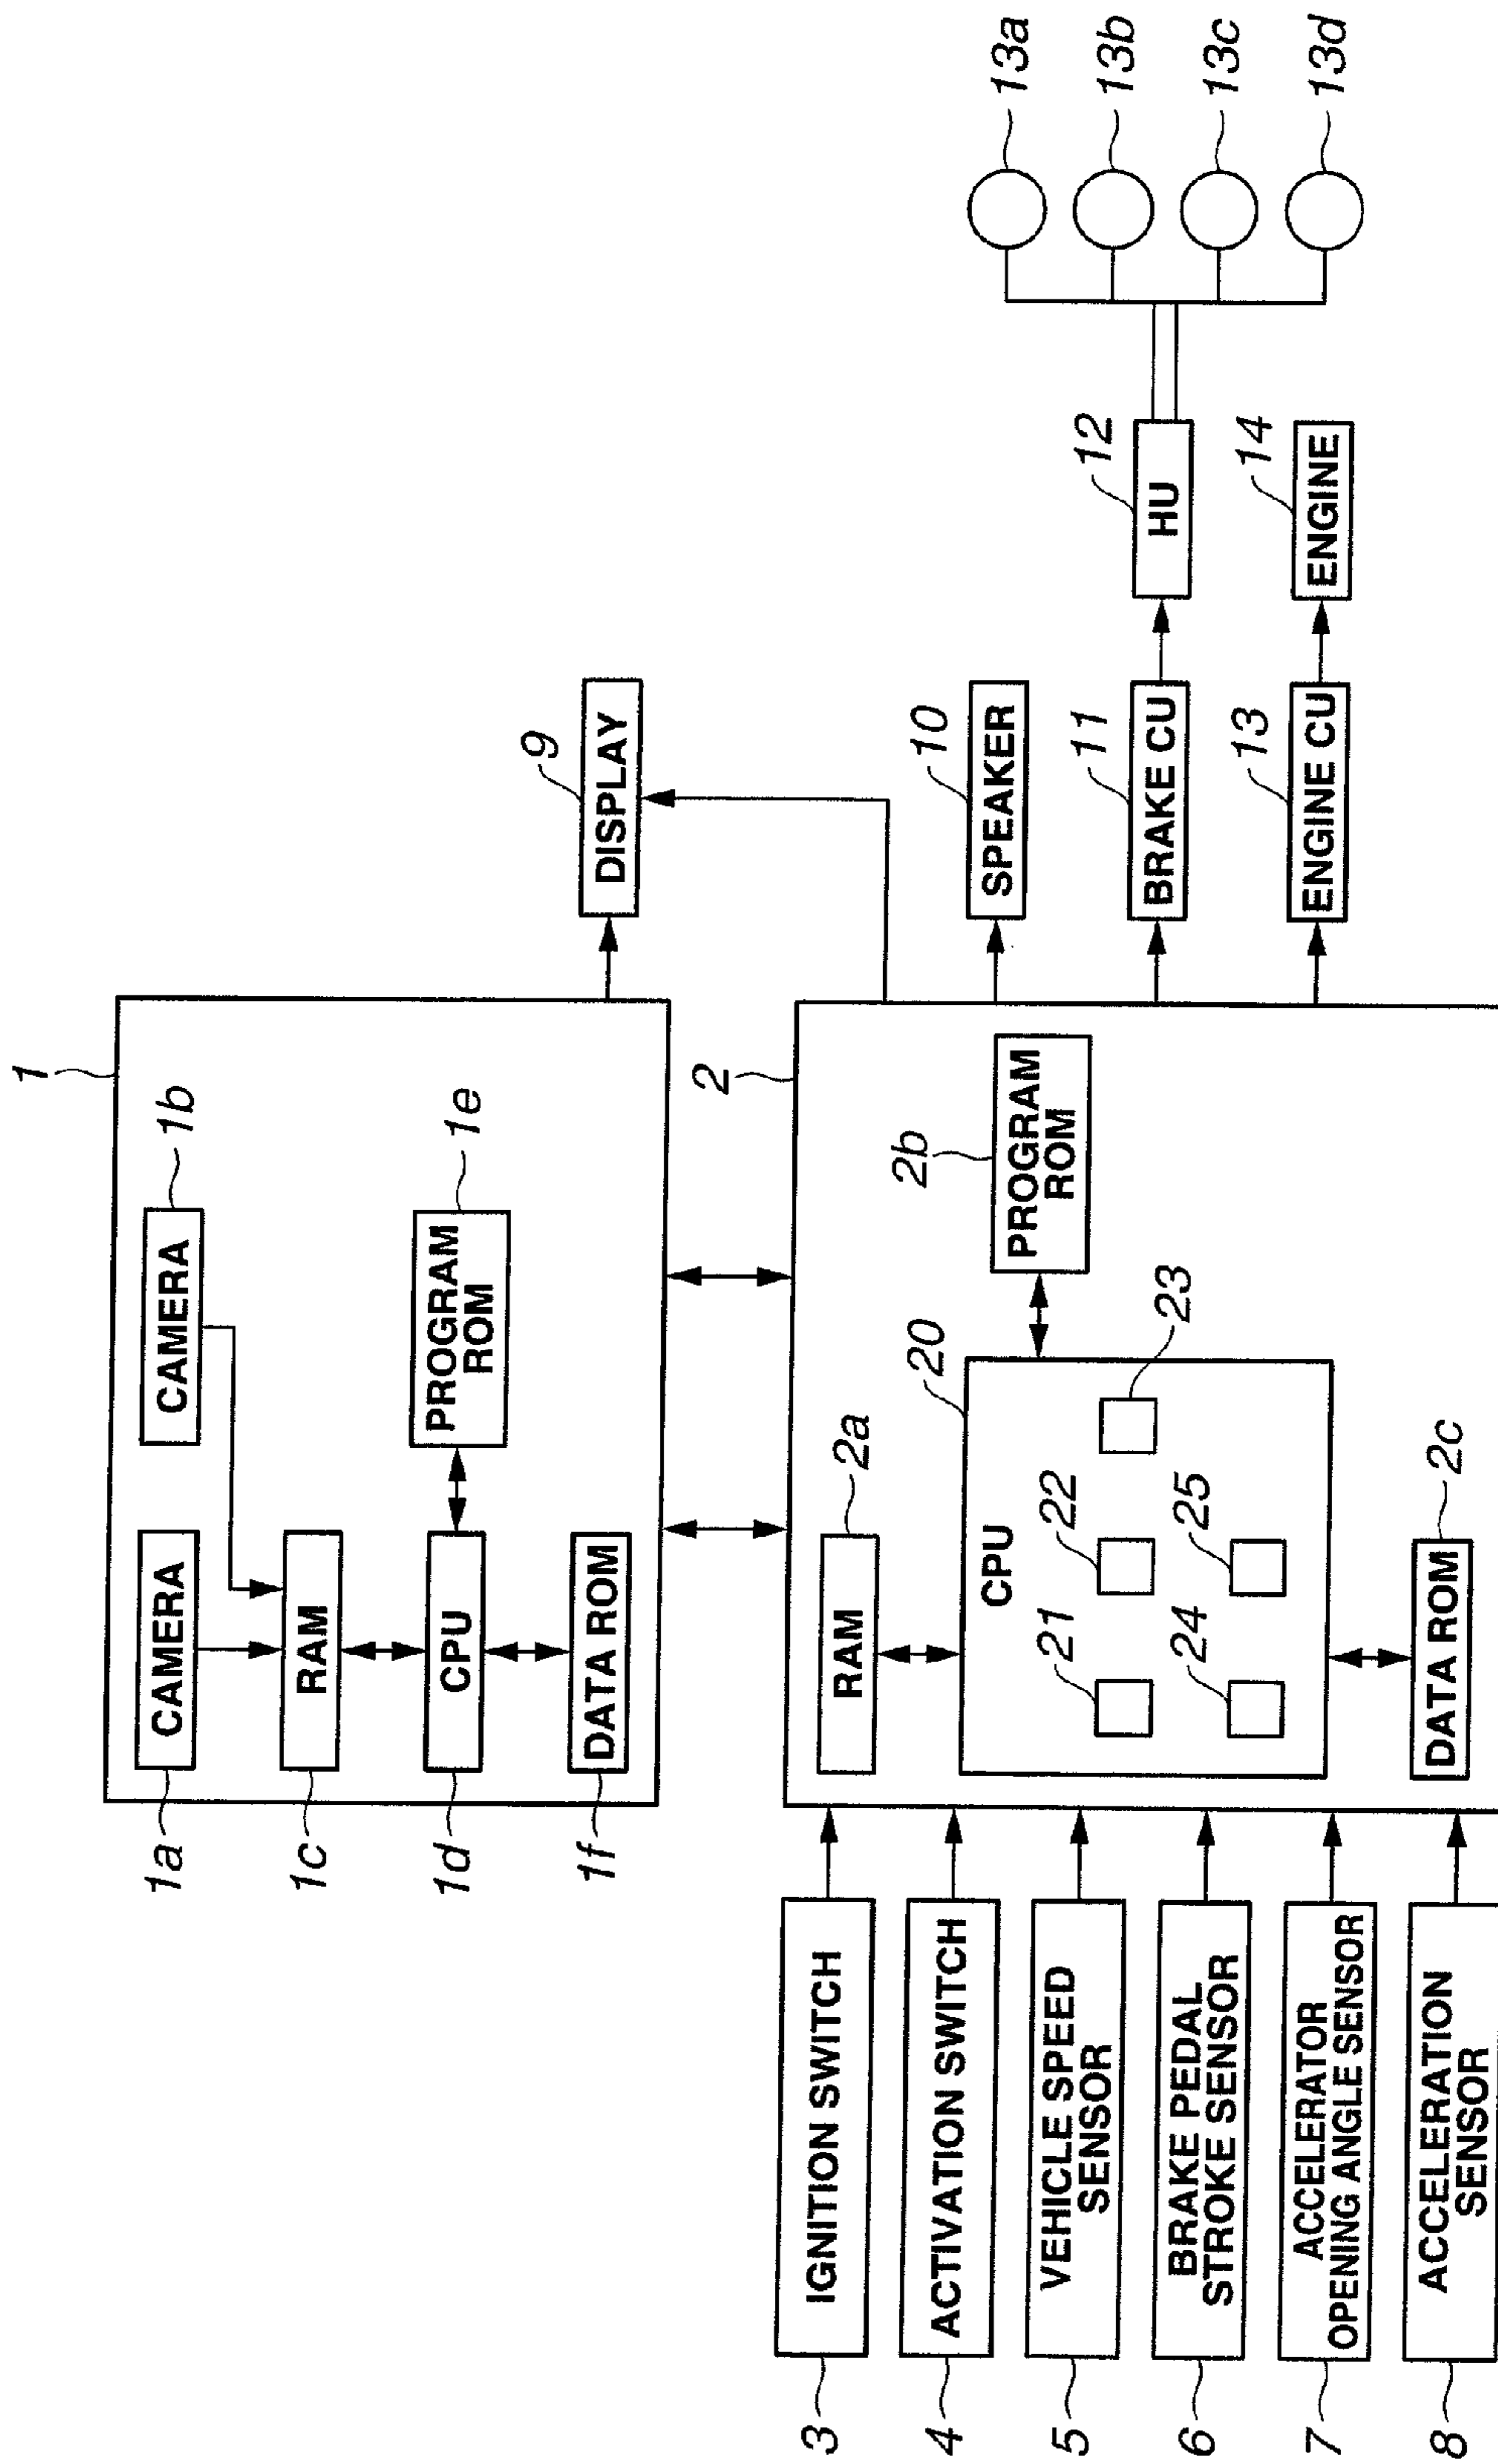 1
1a
CAMERA
CAMERA
1b
1c
RAM
1d
CPU
PROGRAM
ROM
1e
1f
DATA ROM
9
DISPLAY
2
RAM
2a
20
CPU
21
22
23
24
25
2b
PROGRAM
ROM
DATA ROM
2c
3
IGNITION SWITCH
4
ACTIVATION SWITCH
5
VEHICLE SPEED
SENSOR
6
BRAKE PEDAL
STROKE SENSOR
7
ACCELERATOR
OPENING ANGLE SENSOR
8
ACCELERATION
SENSOR
10
SPEAKER
11
BRAKE CU
12
HU
13
ENGINE CU
14
ENGINE
13a
13b
13c
13d